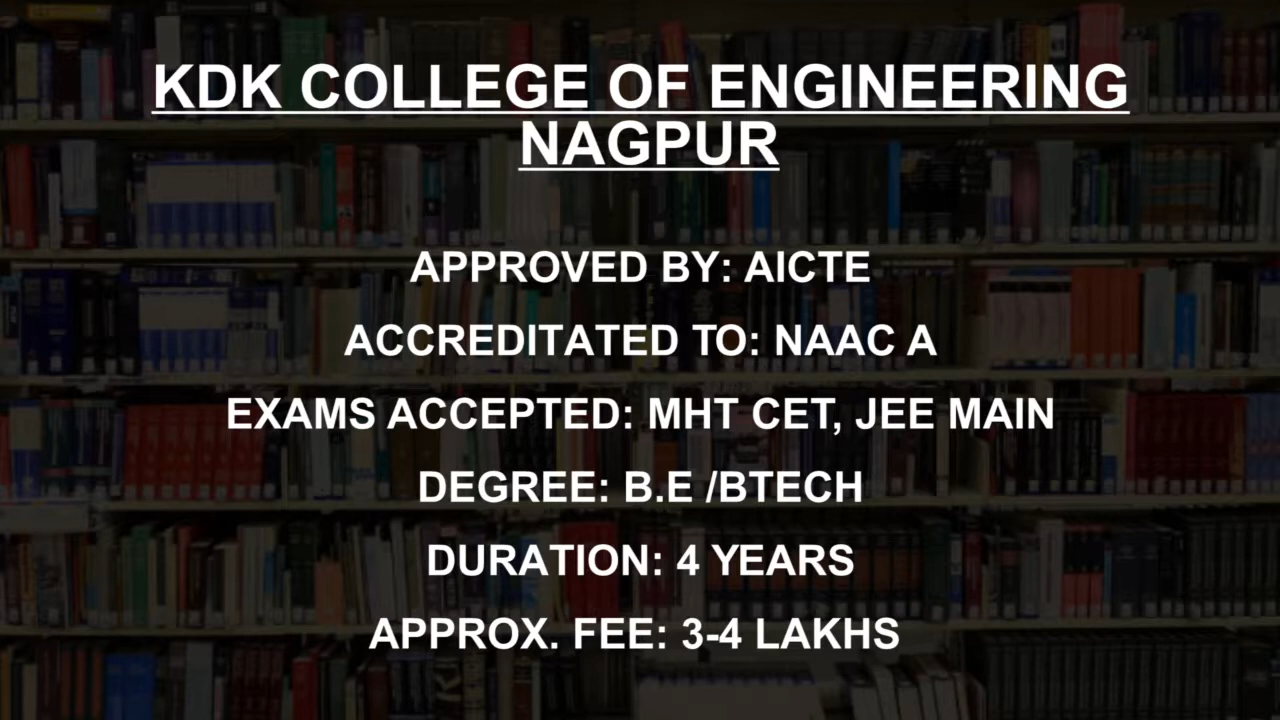 KDK COLLEGE OF ENGINEERING
NAGPUR
APPROVED BY: AICTE
ACCREDITATED TO: NAAC A
EXAMS ACCEPTED: MHT CET, JEE MAIN
DEGREE: B.E /BTECH
DURATION: 4 YEARS
APPROX. FEE: 3-4 LAKHS